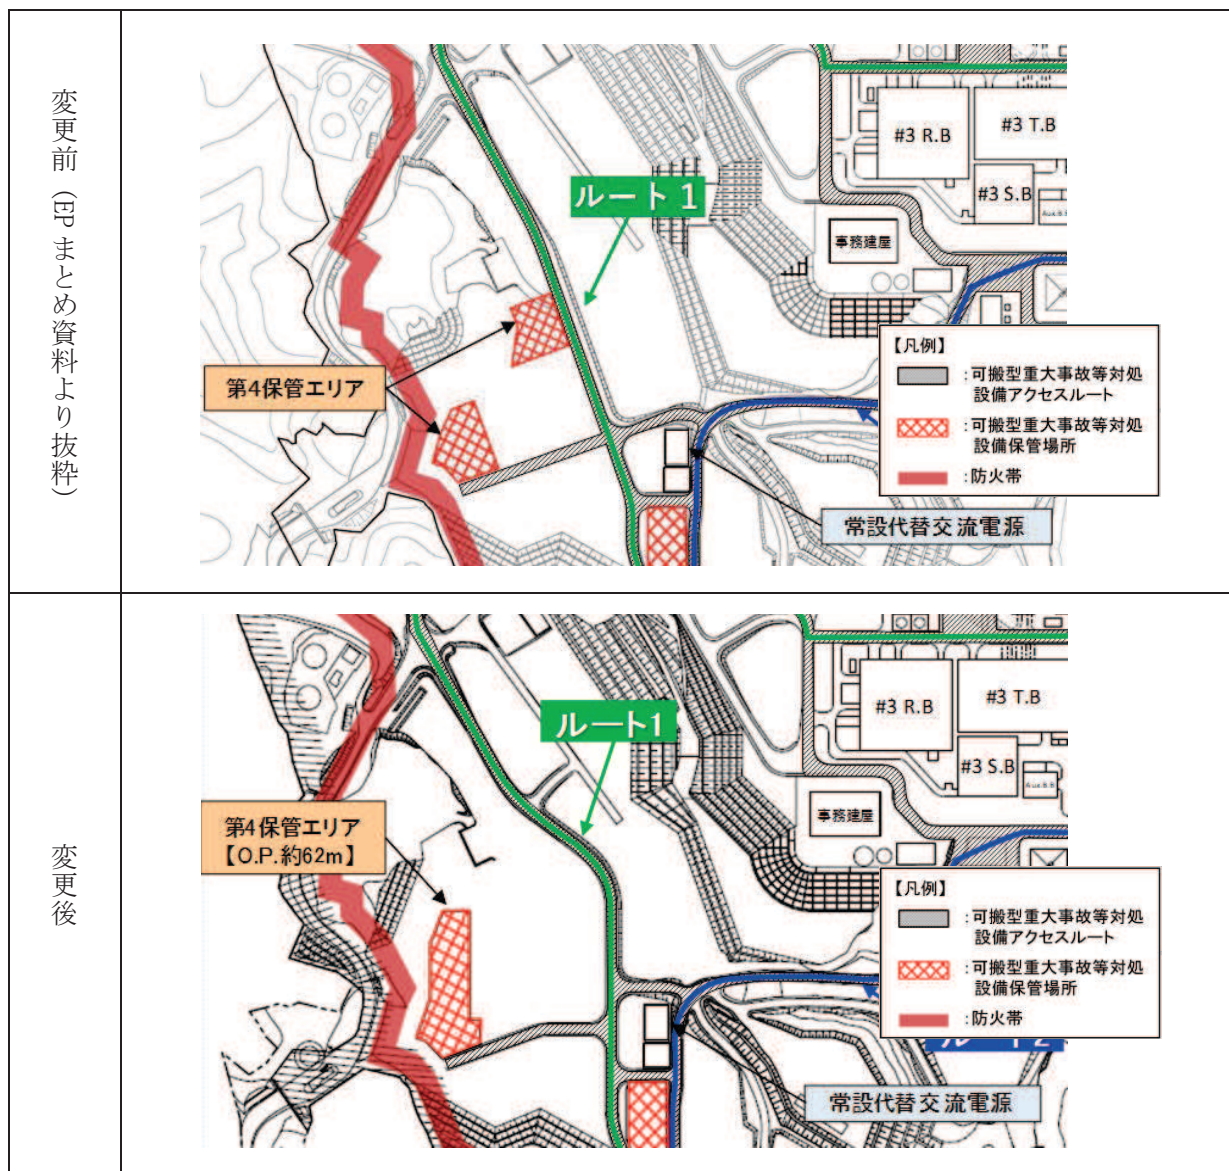 変更前（EPまとめ資料より抜粋）
ルート1
#3 R.B
#3 T.B
#3 S.B
Aux.B.B
事務建屋
第4保管エリア
【凡例】
：可搬型重大事故等対処
設備アクセスルート
：可搬型重大事故等対処
設備保管場所
：防火帯
常設代替交流電源
変更後
ルート1
#3 R.B
#3 T.B
#3 S.B
Aux.B.B
事務建屋
第4保管エリア
【O.P.約62m】
【凡例】
：可搬型重大事故等対処
設備アクセスルート
：可搬型重大事故等対処
設備保管場所
：防火帯
ルート2
常設代替交流電源